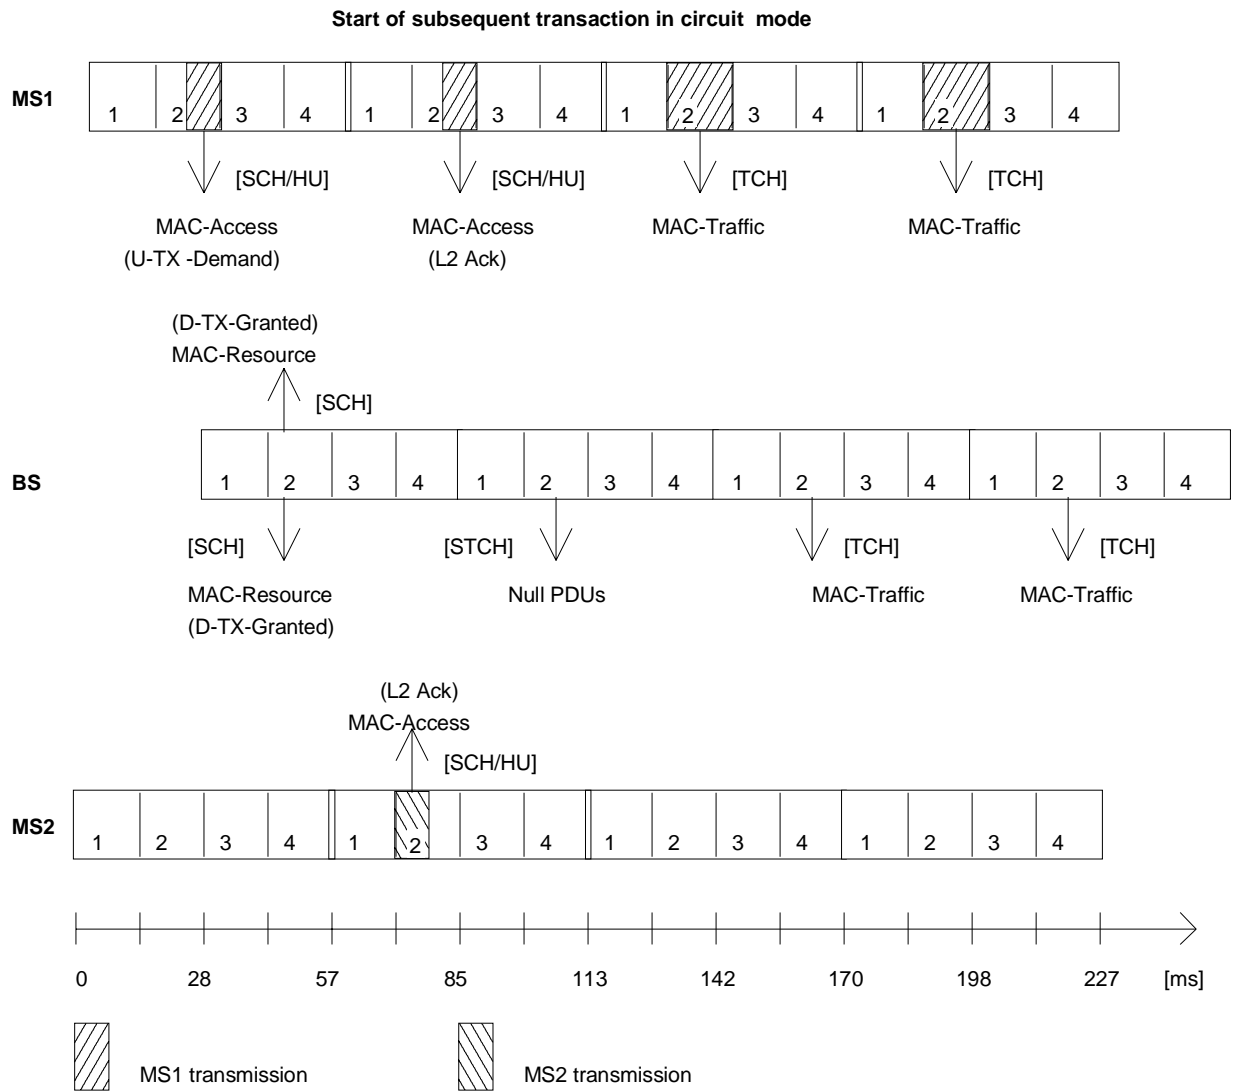 Start of subsequent transaction in circuit mode
MS1
1 2 3 4 1 2 3 4 1 2 3 4 1 2 3 4
[SCH/HU] [SCH/HU] [TCH] [TCH]
MAC-Access MAC-Access MAC-Traffic MAC-Traffic
(U-TX -Demand) (L2 Ack)
(D-TX-Granted)
MAC-Resource
[SCH]
BS
1 2 3 4 1 2 3 4 1 2 3 4 1 2 3 4
[SCH] [STCH] [TCH] [TCH]
MAC-Resource Null PDUs MAC-Traffic MAC-Traffic
(D-TX-Granted)
(L2 Ack)
MAC-Access
[SCH/HU]
MS2
1 2 3 4 1 2 3 4 1 2 3 4 1 2 3 4
0 28 57 85 113 142 170 198 227 [ms]
MS1 transmission MS2 transmission